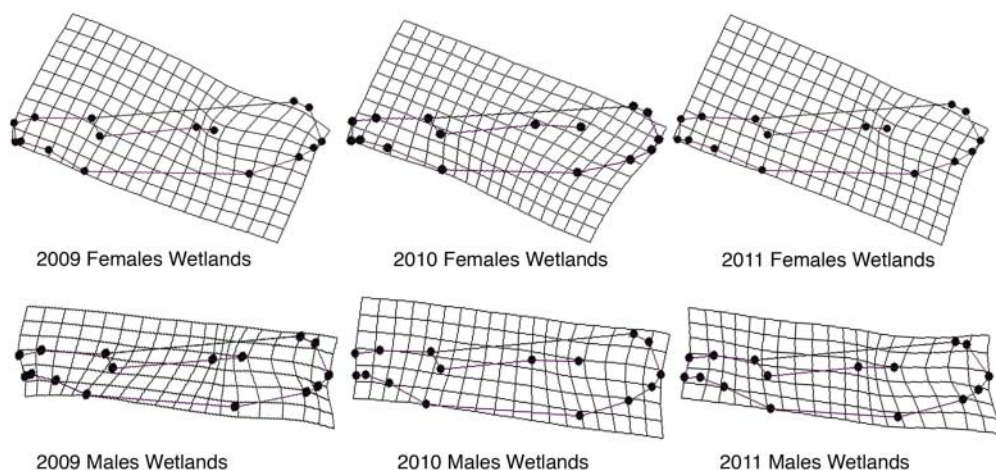 2009 Females Wetlands
2010 Females Wetlands
2011 Females Wetlands
2009 Males Wetlands
2010 Males Wetlands
2011 Males Wetlands